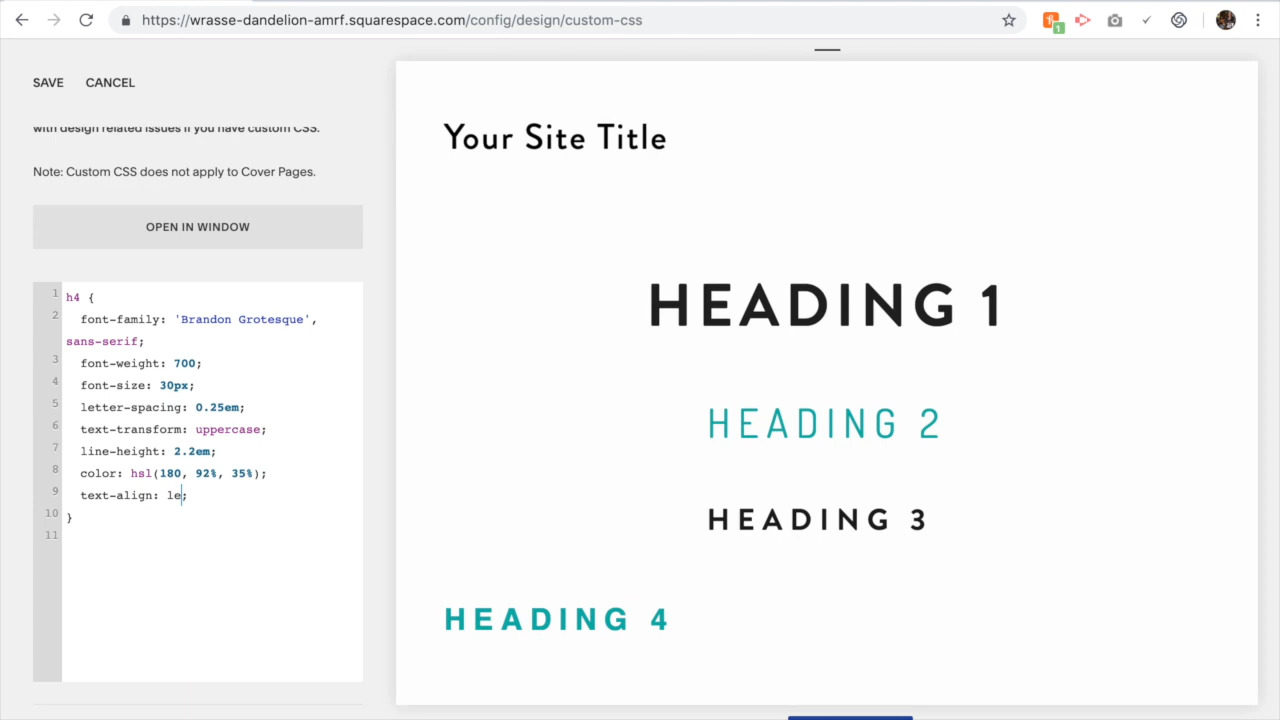 https://wrasse-dandelion-amrf.squarespace.com/config/design/custom-css
1
SAVE CANCEL
with design related issues if you have custom CSS.
Note: Custom CSS does not apply to Cover Pages.
OPEN IN WINDOW
1 h4 {
2 font-family: 'Brandon Grotesque',
sans-serif;
3 font-weight: 700;
4 font-size: 30px;
5 letter-spacing: 0.25em;
6 text-transform: uppercase;
7 line-height: 2.2em;
8 color: hsl(180, 92%, 35%);
9 text-align: le;
10 }
11
Your Site Title
HEADING 1
HEADING 2
HEADING 3
HEADING 4